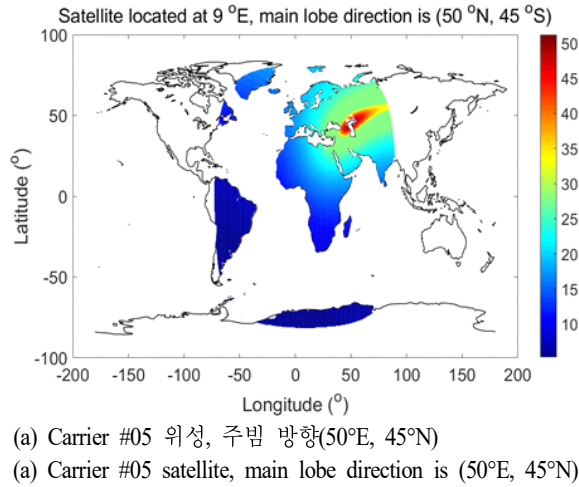 Satellite located at 9 °E, main lobe direction is (50 °N, 45 °S)
100
50
0
-50
-100
Latitude (°)
-200 -150 -100 -50 0 50 100 150 200
Longitude (°)
50
45
40
35
30
25
20
15
10
(a) Carrier #05 위성, 주빔 방향(50°E, 45°N)
(a) Carrier #05 satellite, main lobe direction is (50°E, 45°N)